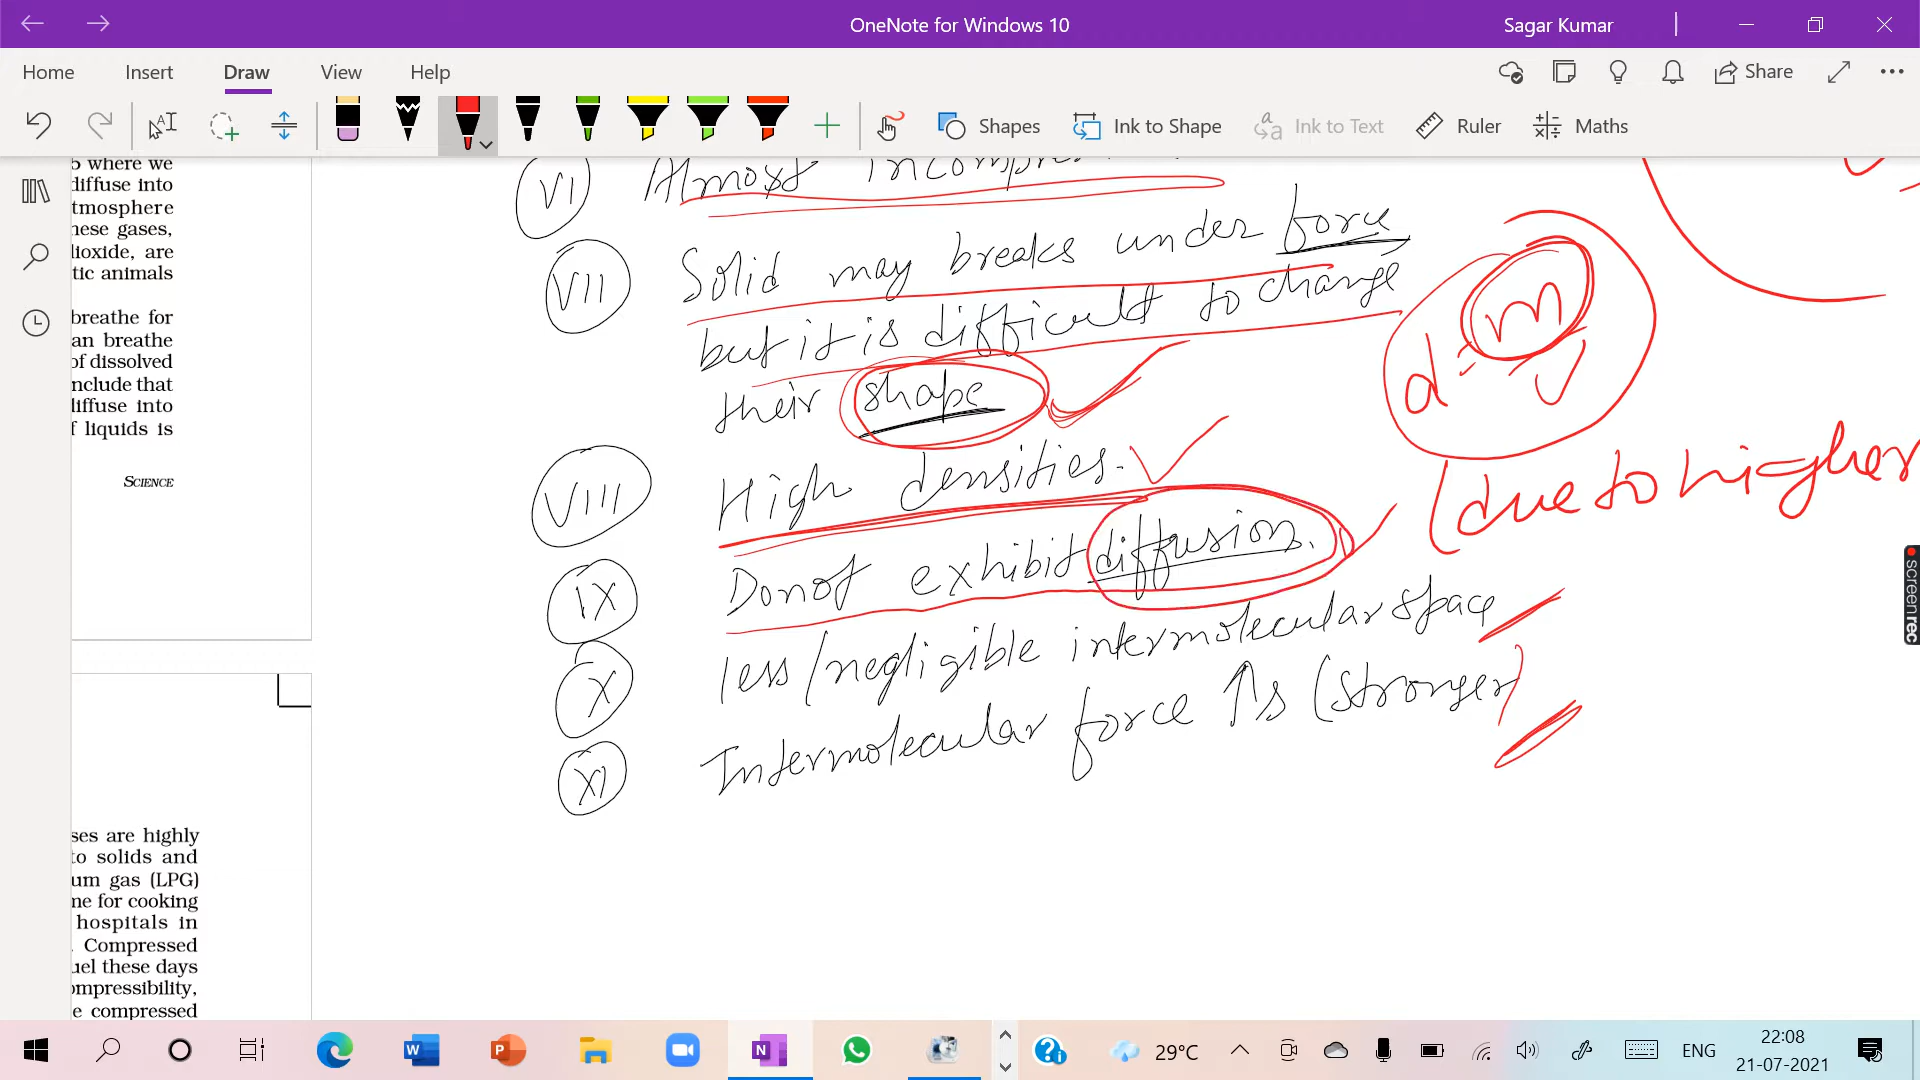 OneNote for Windows 10
Sagar Kumar
Home Insert Draw View Help
Share
Shapes Ink to Shape Ink to Text Ruler Maths
5 where we
diffuse into
tmosphere
hese gases,
lioxide, are
tic animals
breathe for
an breathe
of dissolved
nclude that
diffuse into
f liquids is
SCIENCE
ses are highly
to solids and
um gas (LPG)
ne for cooking
hospitals in
. Compressed
uel these days
ompressibility,
e compressed
VI Almost
VII Solid may breaks under force
but it is difficult to change
their shape
VIII High densities.
IX Donot exhibit diffusion.
X less/negligible intermolecular space
XI Intermolecular force ↑s (stronger)
d = m
v
(due to higher
screen rec
29°C
ENG
22:08
21-07-2021